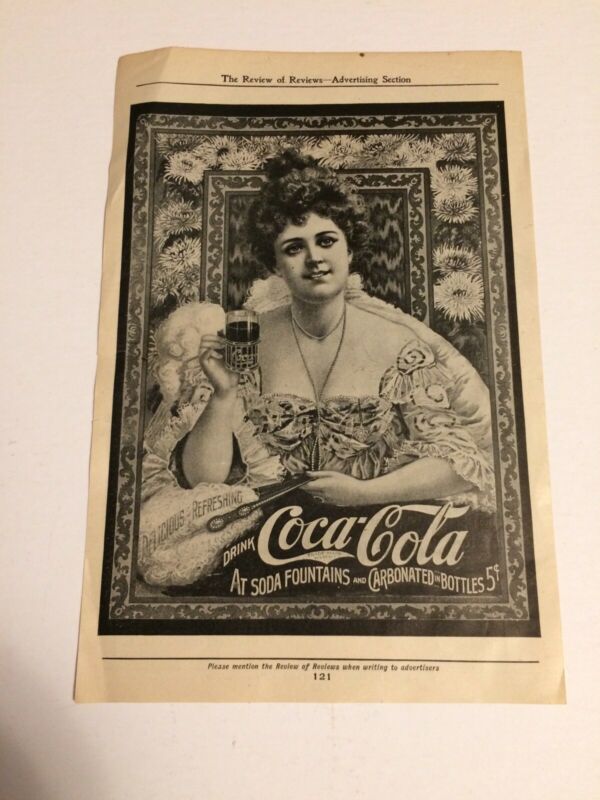 The Review of Reviews—Advertising Section
DELICIOUS & REFRESHING
DRINK Coca-Cola
AT SODA FOUNTAINS AND CARBONATED IN BOTTLES 5¢
Please mention the Review of Reviews when writing to advertisers
121